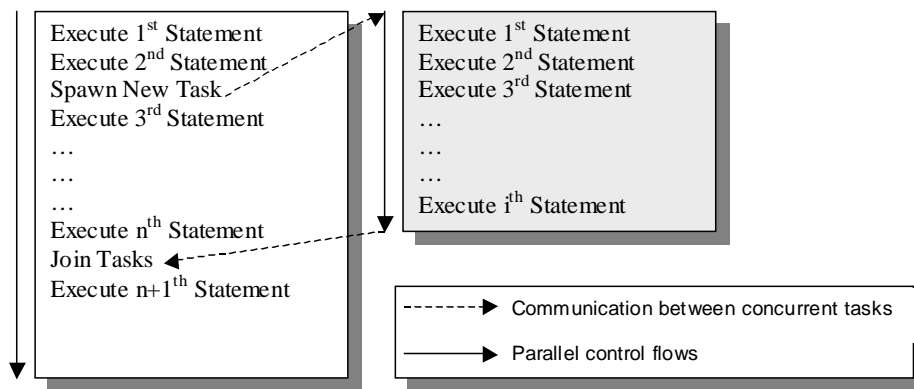 Execute 1st Statement
Execute 2nd Statement
Spawn New Task
Execute 3rd Statement
…
…
…
Execute nth Statement
Join Tasks
Execute n+1th Statement
Execute 1st Statement
Execute 2nd Statement
Execute 3rd Statement
…
…
…
Execute ith Statement
Communication between concurrent tasks
Parallel control flows